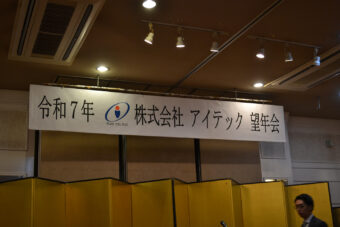 令和７年 株式会社 アイテック 望年会